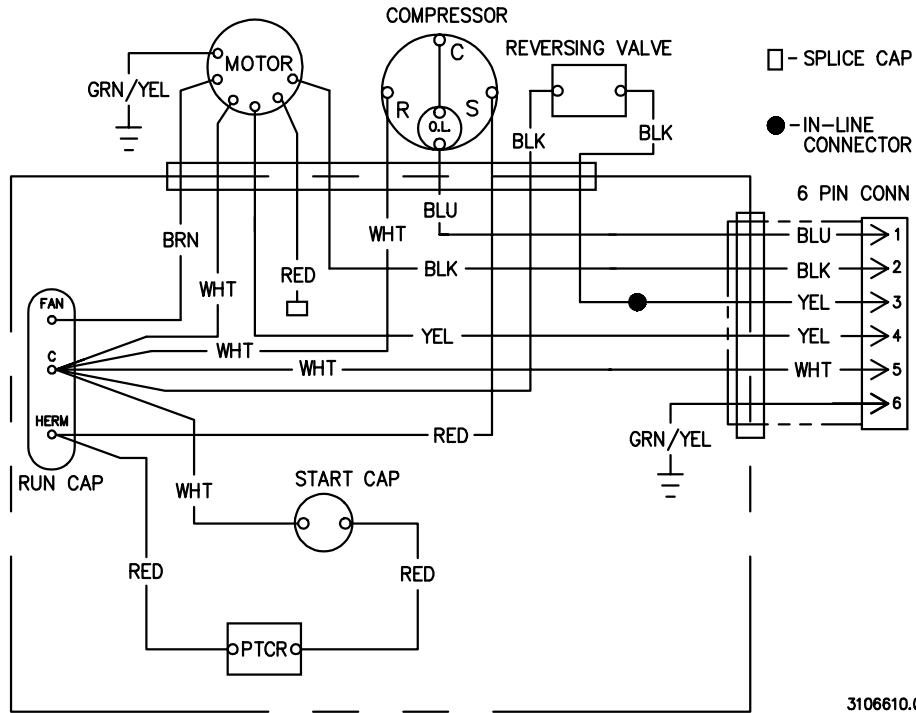 COMPRESSOR
MOTOR
C
REVERSING VALVE
- SPLICE CAP
GRN/YEL
R
S
O.L.
BLK
BLK
-IN-LINE
CONNECTOR
6 PIN CONN
BLU
WHT
BRN
BLU
1
BLK
BLK
2
WHT
RED
FAN
YEL
3
YEL
YEL
4
WHT
C
WHT
WHT
5
6
HERM
RED
GRN/YEL
RUN CAP
WHT
START CAP
RED
RED
PTCR